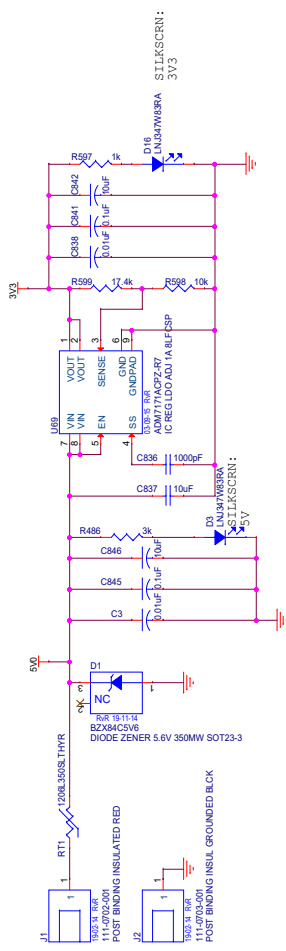 J1
1
19-02-14 RvR
111-0702-001
POST BINDING INSULATED RED
J2
1
19-02-14 RvR
111-0703-001
POST BINDING INSUL GROUNDED BLCK
RT1
1206L350SLTHYR
5V0
D1
3
1
2
NC
RvR 19-11-14
BZX84C5V6
DIODE ZENER 5.6V 350MW SOT23-3
C3
0.01uF
C845
0.1uF
C846
10uF
R486
3k
D3
LNJ347W83RA
SILKSCRN:
5V
C837
10uF
C836
1000pF
U69
7
VIN
8
VIN
5
EN
4
SS
VOUT
1
VOUT
2
SENSE
3
GND
6
GNDPAD
9
03-09-15 RvR
ADM7171ACPZ-R7
IC REG LDO ADJ 1A 8LFCSP
3V3
R599
17.4k
R598
10k
C838
0.01uF
C841
0.1uF
C842
10uF
R597
1k
D16
LNJ347W83RA
SILKSCRN:
3V3